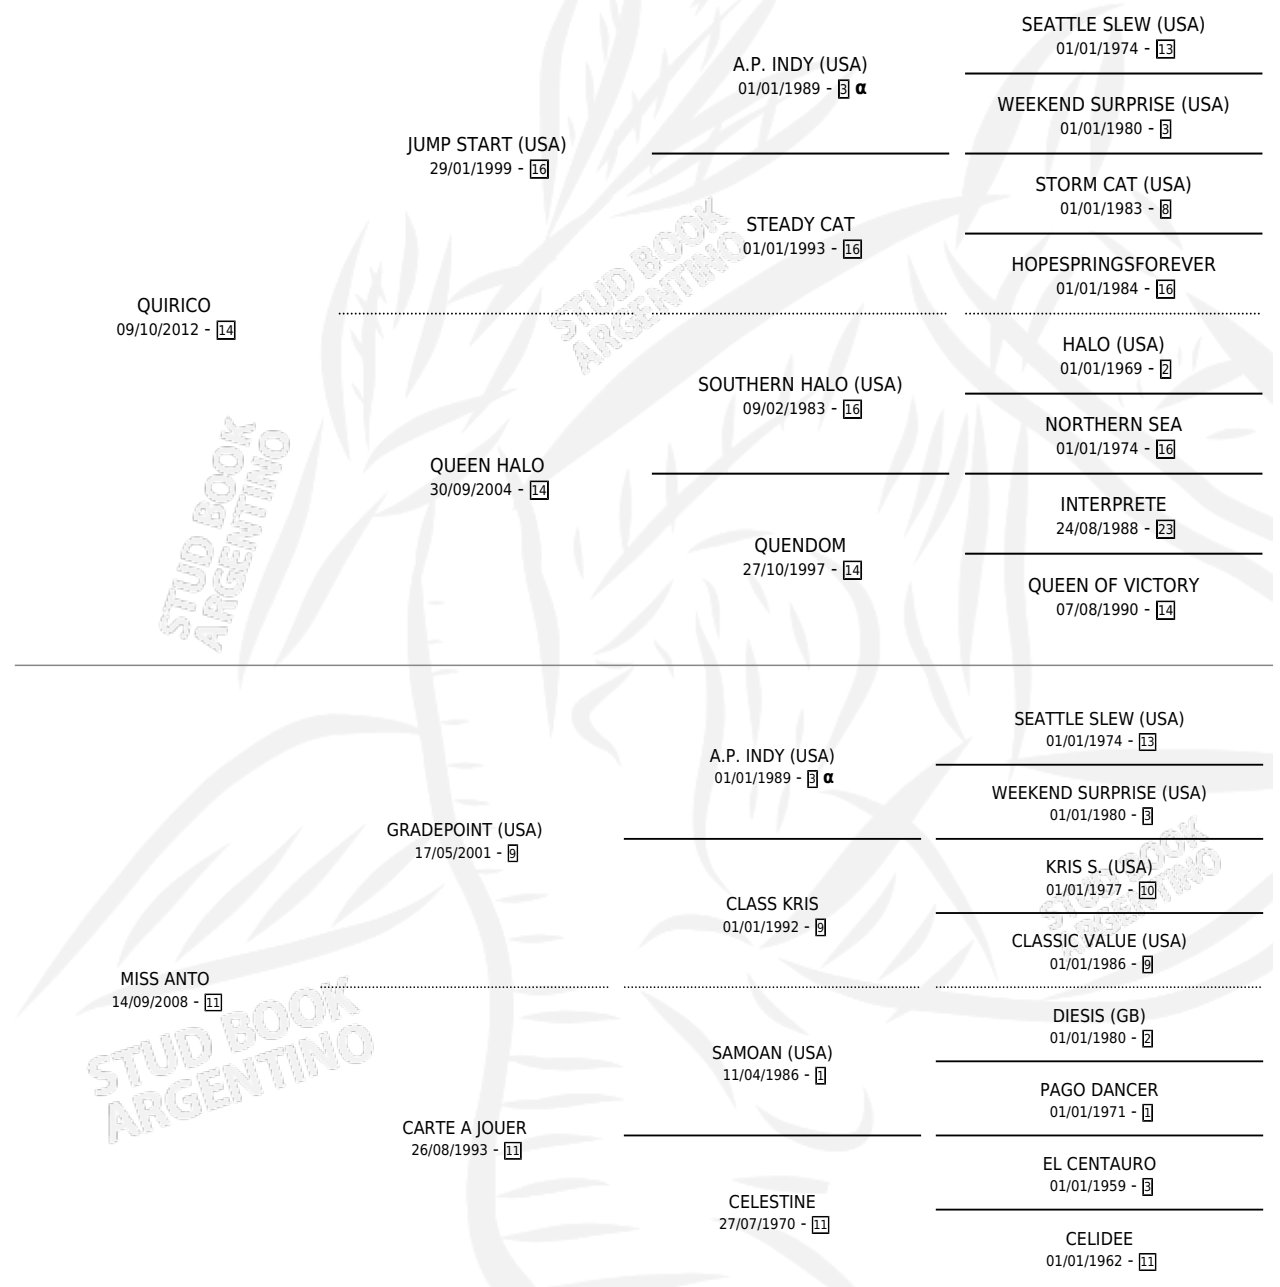 SEATTLE SLEW (USA)
01/01/1974 - 13
A.P. INDY (USA)
01/01/1989 - 3 α
WEEKEND SURPRISE (USA)
01/01/1980 - 3
JUMP START (USA)
29/01/1999 - 16
STORM CAT (USA)
01/01/1983 - 8
STEADY CAT
01/01/1993 - 16
HOPESPRINGSFOREVER
01/01/1984 - 16
STUD BOOK
ARGENTINO
QUIRICO
09/10/2012 - 14
HALO (USA)
01/01/1969 - 2
SOUTHERN HALO (USA)
09/02/1983 - 16
NORTHERN SEA
01/01/1974 - 16
QUEEN HALO
30/09/2004 - 14
INTERPRETE
24/08/1988 - 23
QUENDOM
27/10/1997 - 14
QUEEN OF VICTORY
07/08/1990 - 14
STUD BOOK
ARGENTINO
SEATTLE SLEW (USA)
01/01/1974 - 13
A.P. INDY (USA)
01/01/1989 - 3 α
WEEKEND SURPRISE (USA)
01/01/1980 - 3
GRADEPOINT (USA)
17/05/2001 - 9
KRIS S. (USA)
01/01/1977 - 10
CLASS KRIS
01/01/1992 - 9
CLASSIC VALUE (USA)
01/01/1986 - 9
STUD BOOK
ARGENTINO
MISS ANTO
14/09/2008 - 11
DIESIS (GB)
01/01/1980 - 2
SAMOAN (USA)
11/04/1986 - 1
PAGO DANCER
01/01/1971 - 1
CARTE A JOUER
26/08/1993 - 11
EL CENTAURO
01/01/1959 - 3
CELESTINE
27/07/1970 - 11
CELIDEE
01/01/1962 - 11
STUD BOOK
ARGENTINO